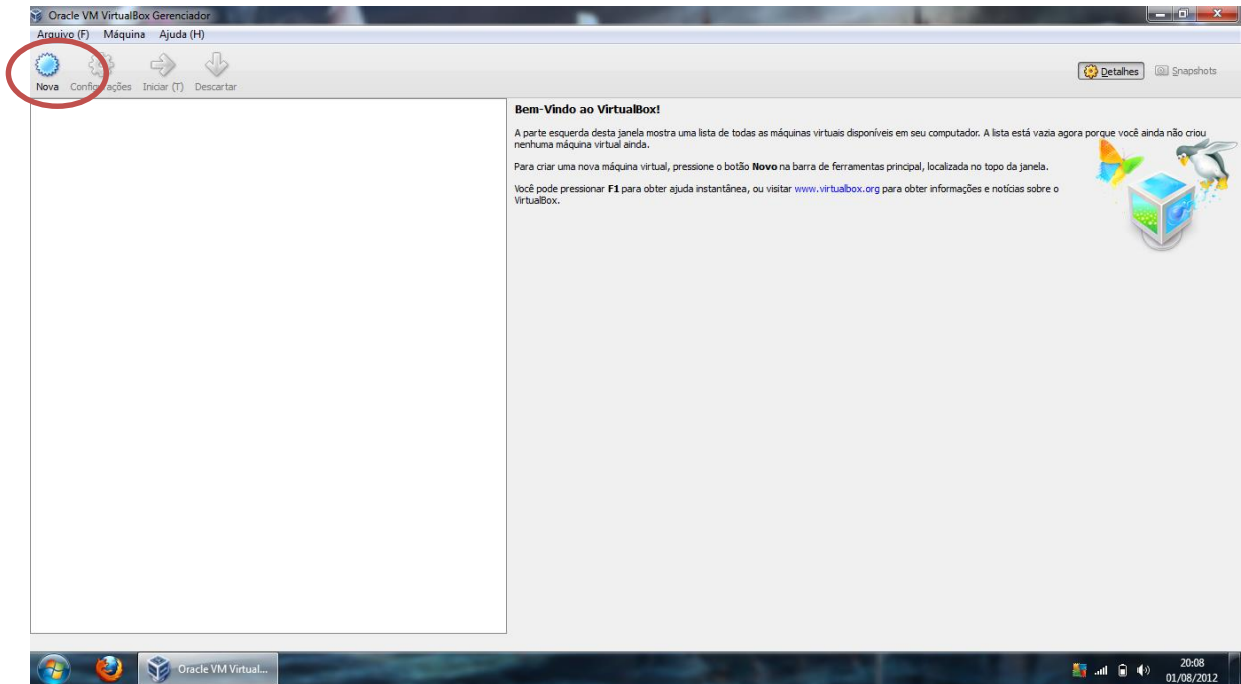 Oracle VM VirtualBox Gerenciador
Arquivo (F) Máquina Ajuda (H)
Nova Configurações Iniciar (T) Descartar
Detalhes Snapshots
Bem-Vindo ao VirtualBox!
A parte esquerda desta janela mostra uma lista de todas as máquinas virtuais disponíveis em seu computador. A lista está vazia agora porque você ainda não criou
nenhuma máquina virtual ainda.
Para criar uma nova máquina virtual, pressione o botão Novo na barra de ferramentas principal, localizada no topo da janela.
Você pode pressionar F1 para obter ajuda instantânea, ou visitar www.virtualbox.org para obter informações e notícias sobre o
VirtualBox.
Oracle VM Virtual...
20:08
01/08/2012